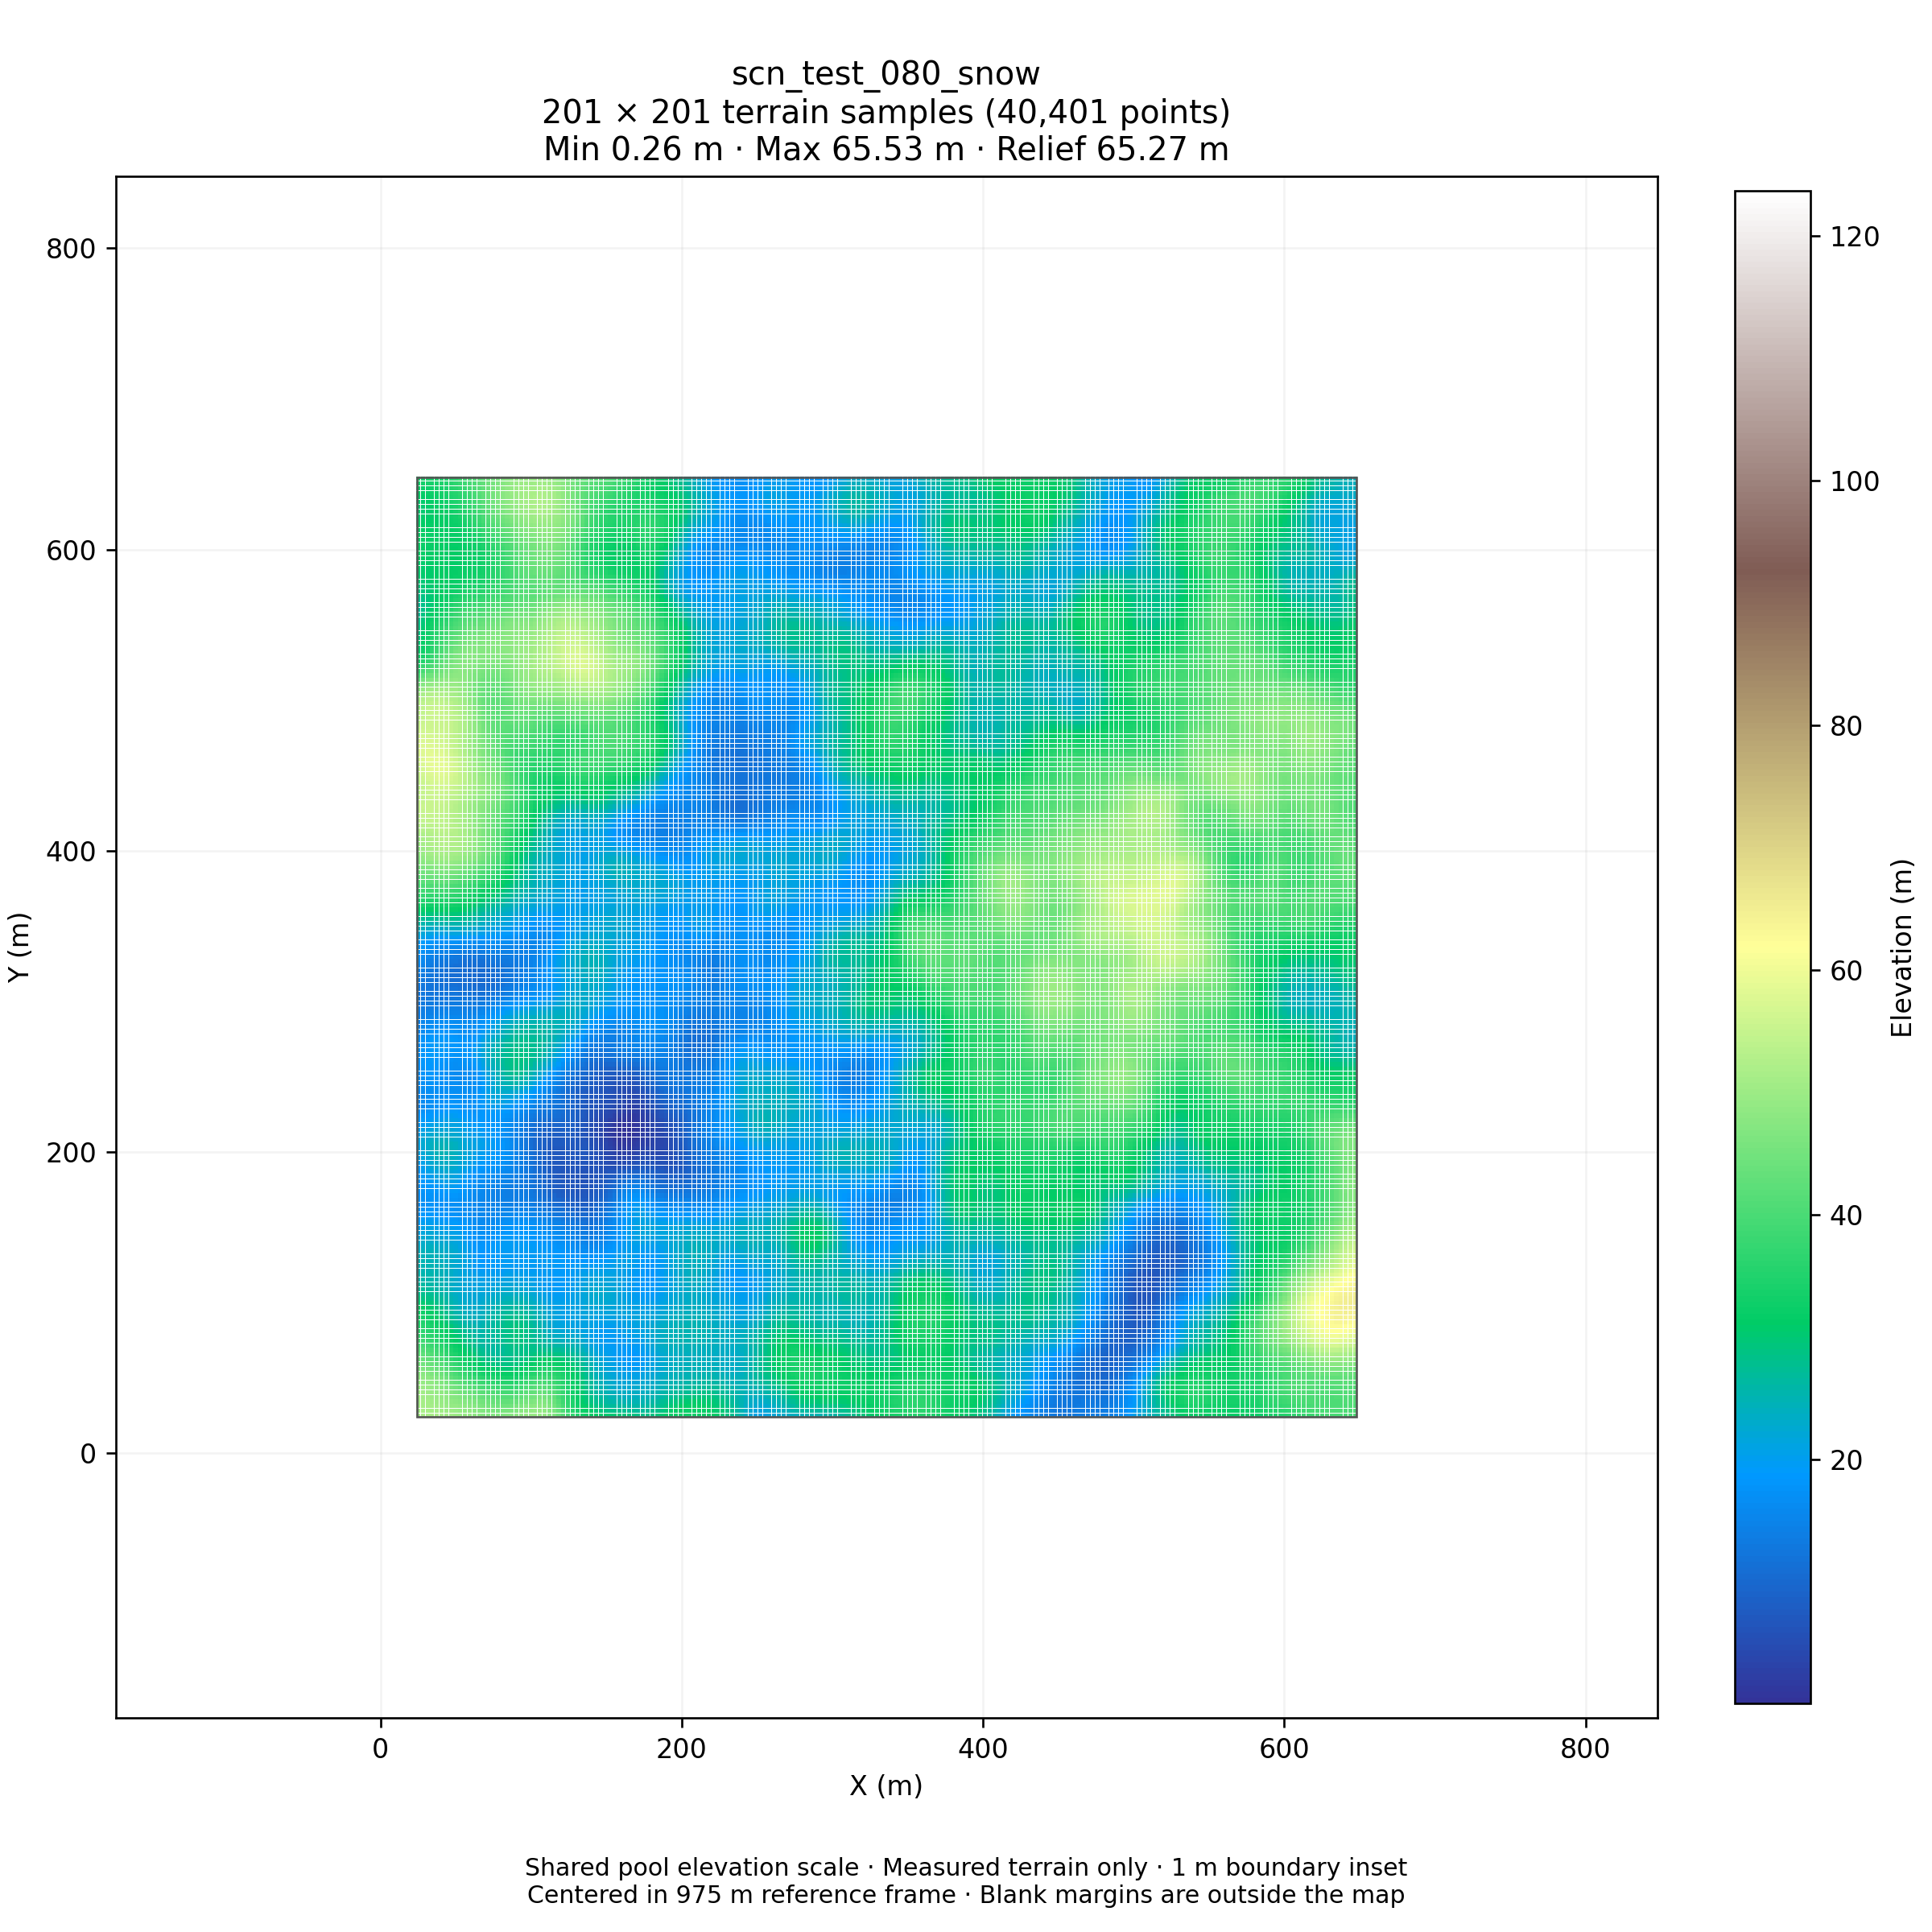 scn_test_080_snow
201 × 201 terrain samples (40,401 points)
Min 0.26 m · Max 65.53 m · Relief 65.27 m
800
600
400
200
0
Y (m)
0 200 400 600 800
X (m)
120
100
80
60
40
20
Elevation (m)
Shared pool elevation scale · Measured terrain only · 1 m boundary inset
Centered in 975 m reference frame · Blank margins are outside the map